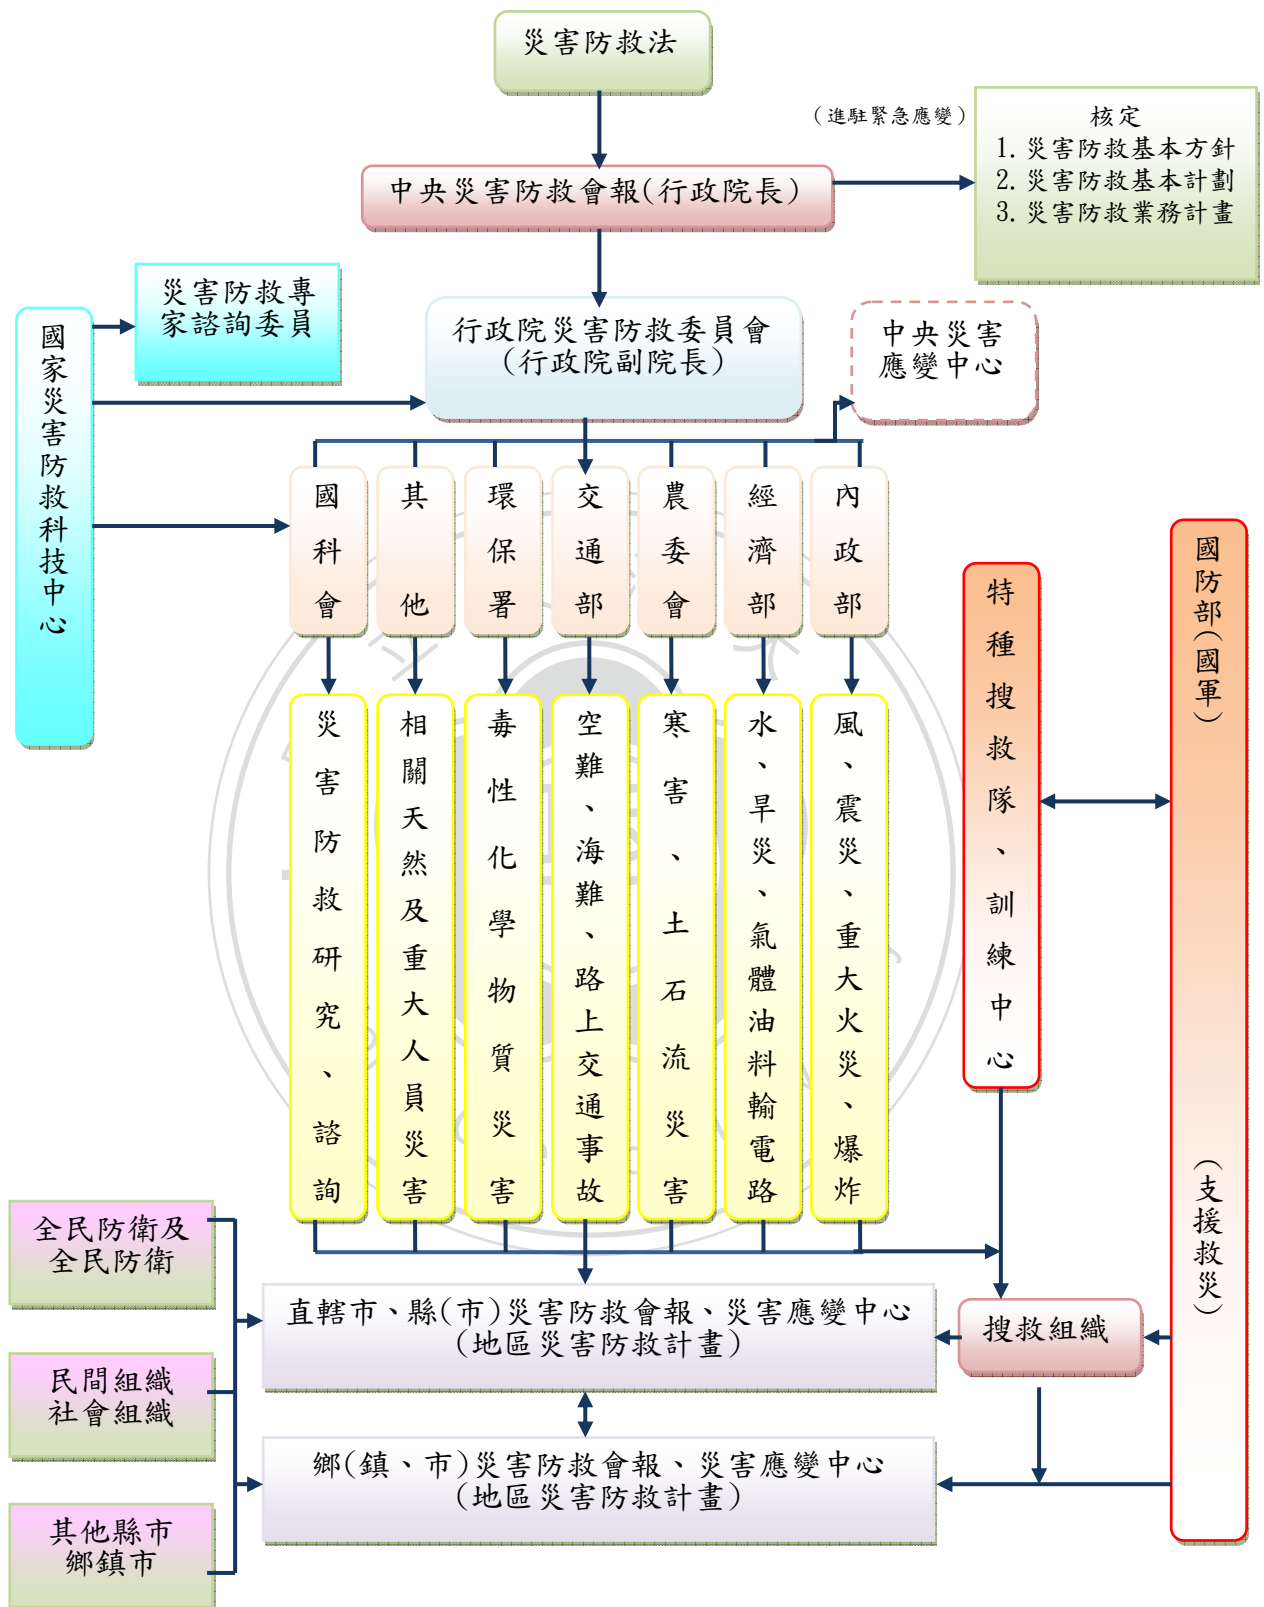 災害防救法
(進駐緊急應變)
核定
1.災害防救基本方針
2.災害防救基本計劃
3.災害防救業務計畫
中央災害防救會報(行政院長)
災害防救專
家諮詢委員
國家災害防救科技中心
行政院災害防救委員會
(行政院副院長)
中央災害
應變中心
國科會
其他
環保署
交通部
農委會
經濟部
內政部
特種搜救隊、訓練中心
國防部(國軍)
(支援救災)
災害防救研究、諮詢
相關天然及重大人員災害
毒性化學物質災害
空難、海難、路上交通事故
寒害、土石流災害
水、旱災、氣體油料輸電路
風、震災、重大火災、爆炸
全民防衛及
全民防衛
直轄市、縣(市)災害防救會報、災害應變中心
(地區災害防救計畫)
搜救組織
民間組織
社會組織
鄉(鎮、市)災害防救會報、災害應變中心
(地區災害防救計畫)
其他縣市
鄉鎮市